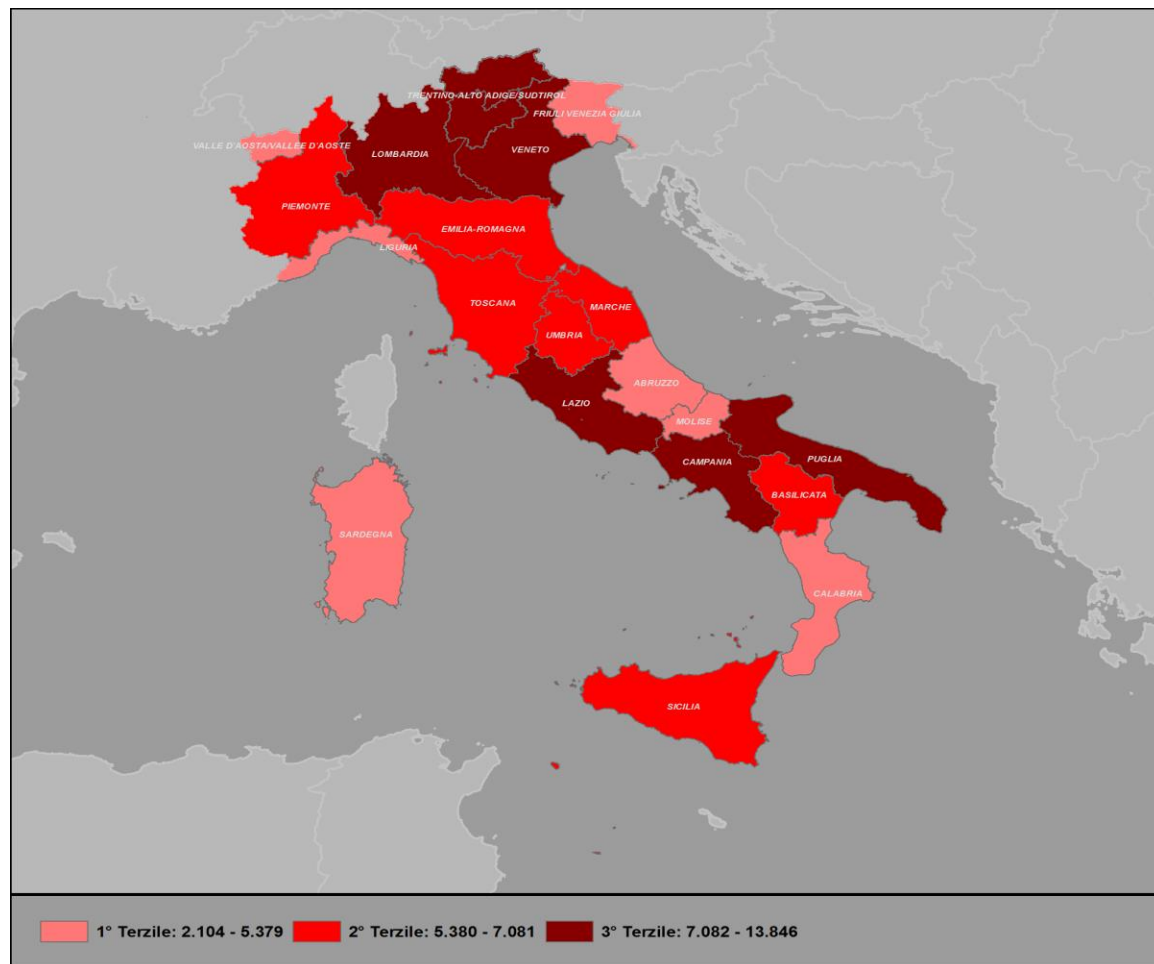 TRENTINO-ALTO ADIGE/SUDTIROL
FRIULI VENEZIA GIULIA
VALLE D'AOSTA/VALLEE D'AOSTE
LOMBARDIA
VENETO
PIEMONTE
EMILIA-ROMAGNA
LIGURIA
TOSCANA
MARCHE
UMBRIA
ABRUZZO
LAZIO
MOLISE
CAMPANIA
PUGLIA
BASILICATA
SARDEGNA
CALABRIA
SICILIA
1° Terzile: 2.104 - 5.379 2° Terzile: 5.380 - 7.081 3° Terzile: 7.082 - 13.846